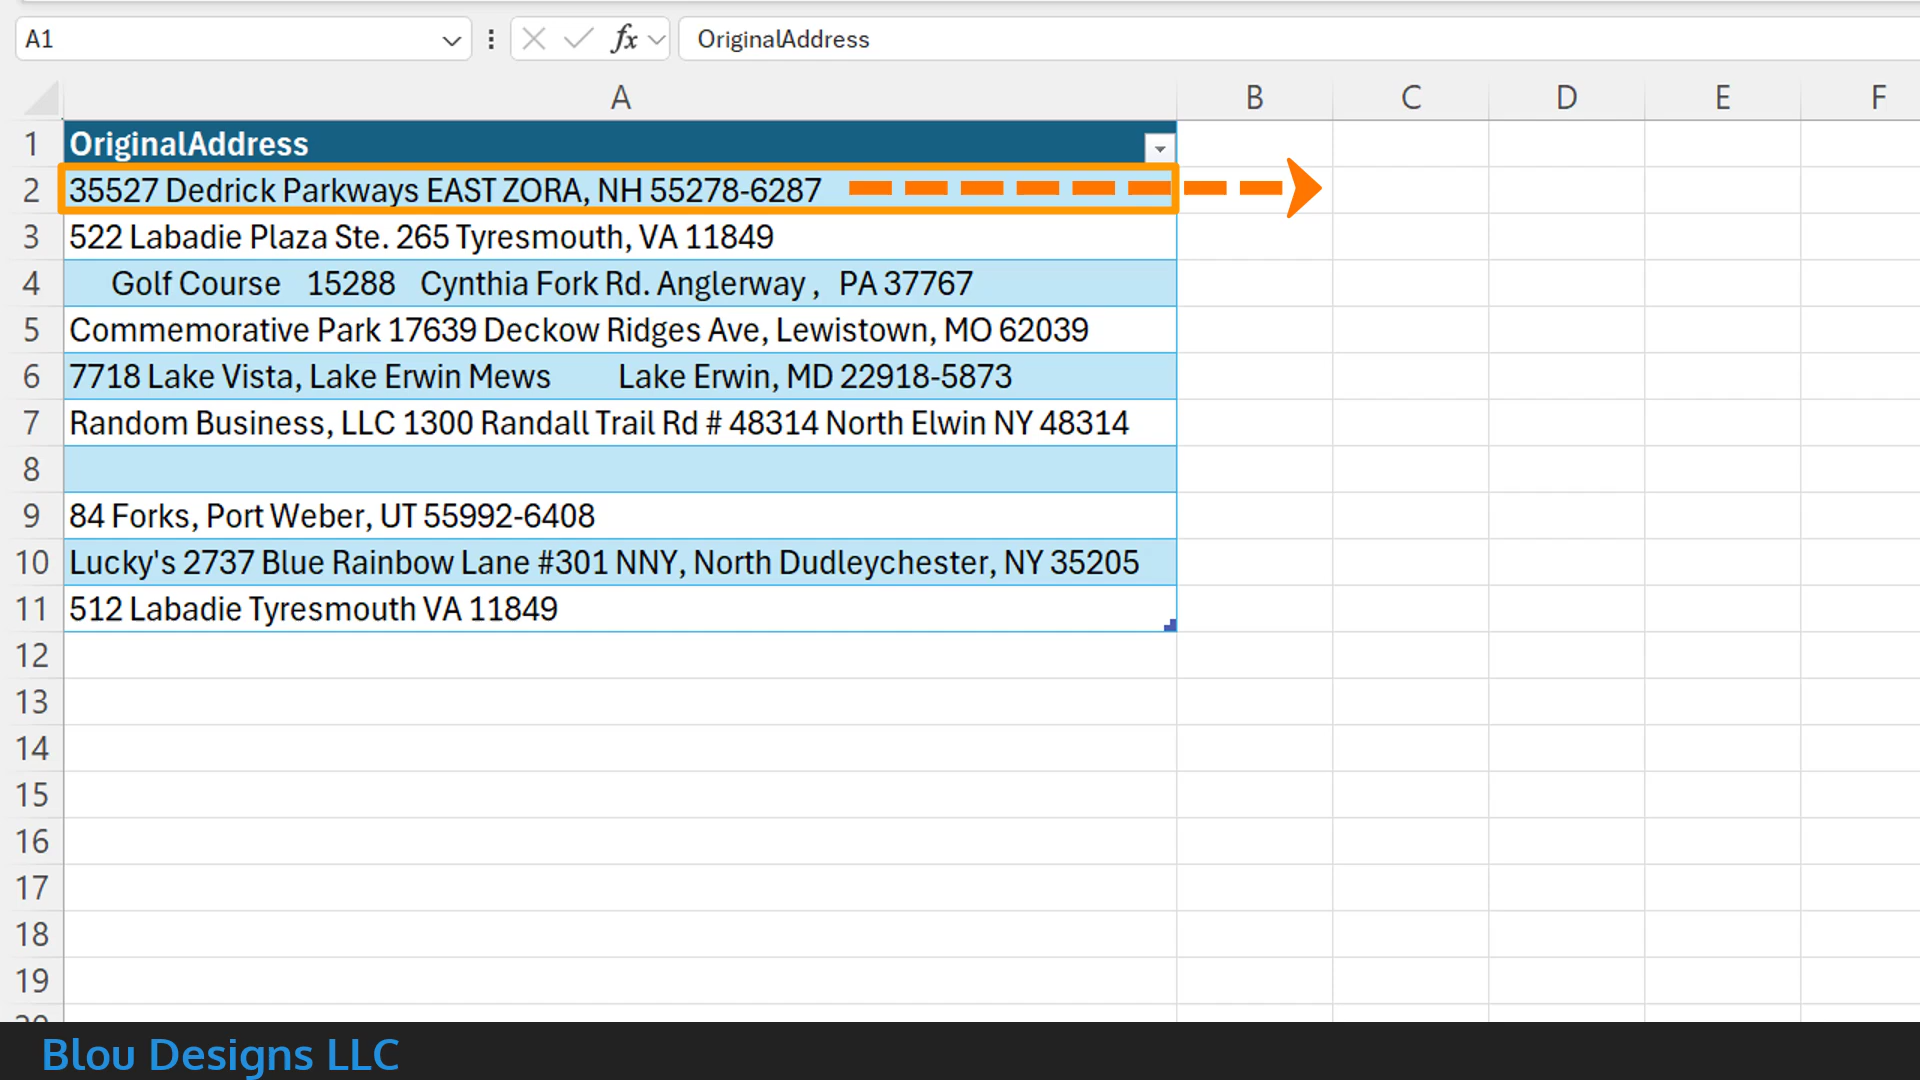 A1 fx OriginalAddress
A B C D E F
1 OriginalAddress
2 35527 Dedrick Parkways EAST ZORA, NH 55278-6287
3 522 Labadie Plaza Ste. 265 Tyresmouth, VA 11849
4 Golf Course 15288 Cynthia Fork Rd. Anglerway , PA 37767
5 Commemorative Park 17639 Deckow Ridges Ave, Lewistown, MO 62039
6 7718 Lake Vista, Lake Erwin Mews Lake Erwin, MD 22918-5873
7 Random Business, LLC 1300 Randall Trail Rd # 48314 North Elwin NY 48314
8
9 84 Forks, Port Weber, UT 55992-6408
10 Lucky's 2737 Blue Rainbow Lane #301 NNY, North Dudleychester, NY 35205
11 512 Labadie Tyresmouth VA 11849
12
13
14
15
16
17
18
19
20
Blou Designs LLC